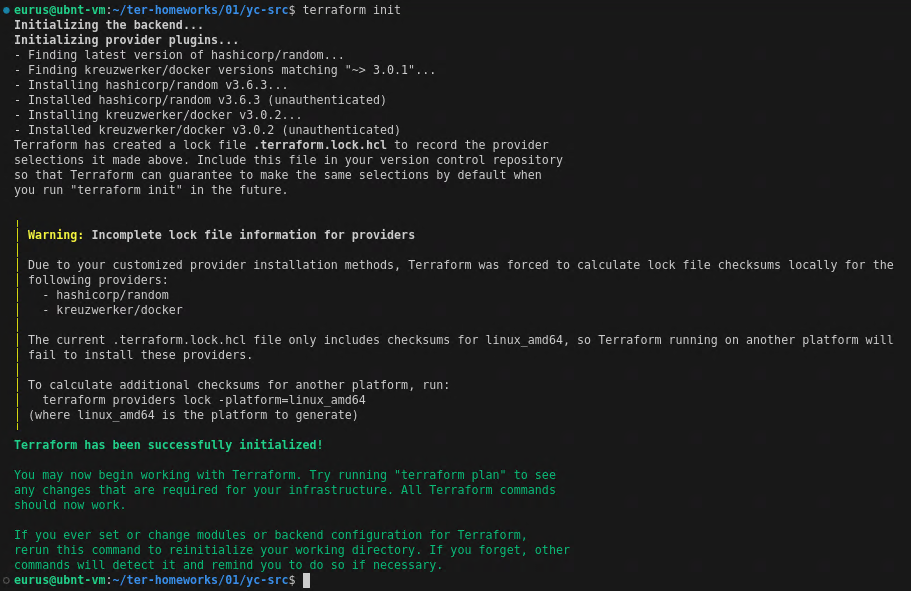 eurus@ubnt-vm:~/ter-homeworks/01/yc-src$ terraform init
Initializing the backend...
Initializing provider plugins...
- Finding latest version of hashicorp/random...
- Finding kreuzwerker/docker versions matching "~> 3.0.1"...
- Installing hashicorp/random v3.6.3...
- Installed hashicorp/random v3.6.3 (unauthenticated)
- Installing kreuzwerker/docker v3.0.2...
- Installed kreuzwerker/docker v3.0.2 (unauthenticated)
Terraform has created a lock file .terraform.lock.hcl to record the provider
selections it made above. Include this file in your version control repository
so that Terraform can guarantee to make the same selections by default when
you run "terraform init" in the future.
Warning: Incomplete lock file information for providers
Due to your customized provider installation methods, Terraform was forced to calculate lock file checksums locally for the
following providers:
- hashicorp/random
- kreuzwerker/docker
The current .terraform.lock.hcl file only includes checksums for linux_amd64, so Terraform running on another platform will
fail to install these providers.
To calculate additional checksums for another platform, run:
terraform providers lock -platform=linux_amd64
(where linux_amd64 is the platform to generate)
Terraform has been successfully initialized!
You may now begin working with Terraform. Try running "terraform plan" to see
any changes that are required for your infrastructure. All Terraform commands
should now work.
If you ever set or change modules or backend configuration for Terraform,
rerun this command to reinitialize your working directory. If you forget, other
commands will detect it and remind you to do so if necessary.
eurus@ubnt-vm:~/ter-homeworks/01/yc-src$